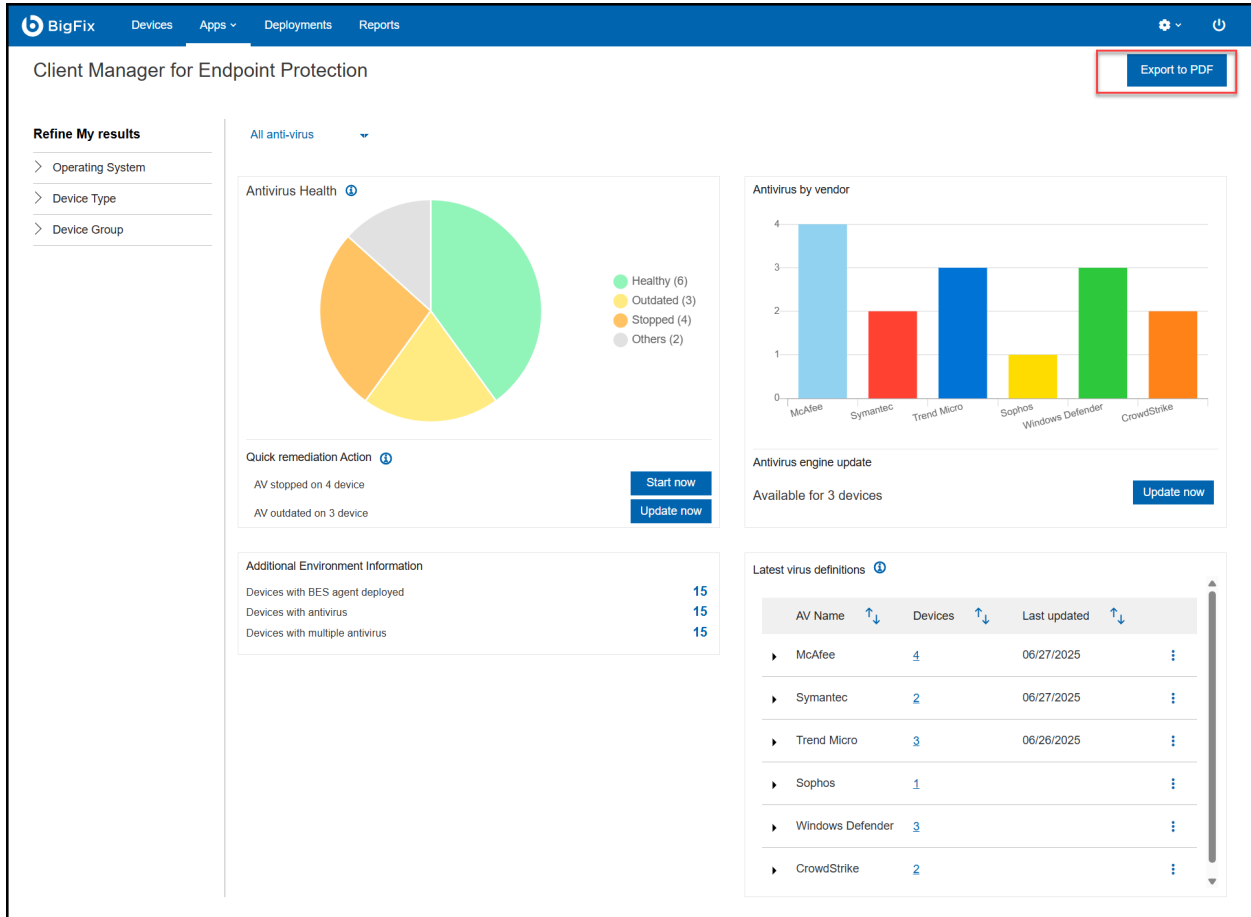 BigFix Devices Apps Deployments Reports
Client Manager for Endpoint Protection
Export to PDF
Refine My results
Operating System
Device Type
Device Group
All anti-virus
Antivirus Health
Healthy (6)
Outdated (3)
Stopped (4)
Others (2)
Quick remediation Action
AV stopped on 4 device Start now
AV outdated on 3 device Update now
Antivirus by vendor
4
3
2
1
0
McAfee Symantec Trend Micro Sophos Windows Defender CrowdStrike
Antivirus engine update
Available for 3 devices Update now
Additional Environment Information
Devices with BES agent deployed 15
Devices with antivirus 15
Devices with multiple antivirus 15
Latest virus definitions
AV Name Devices Last updated
McAfee 4 06/27/2025
Symantec 2 06/27/2025
Trend Micro 3 06/26/2025
Sophos 1
Windows Defender 3
CrowdStrike 2